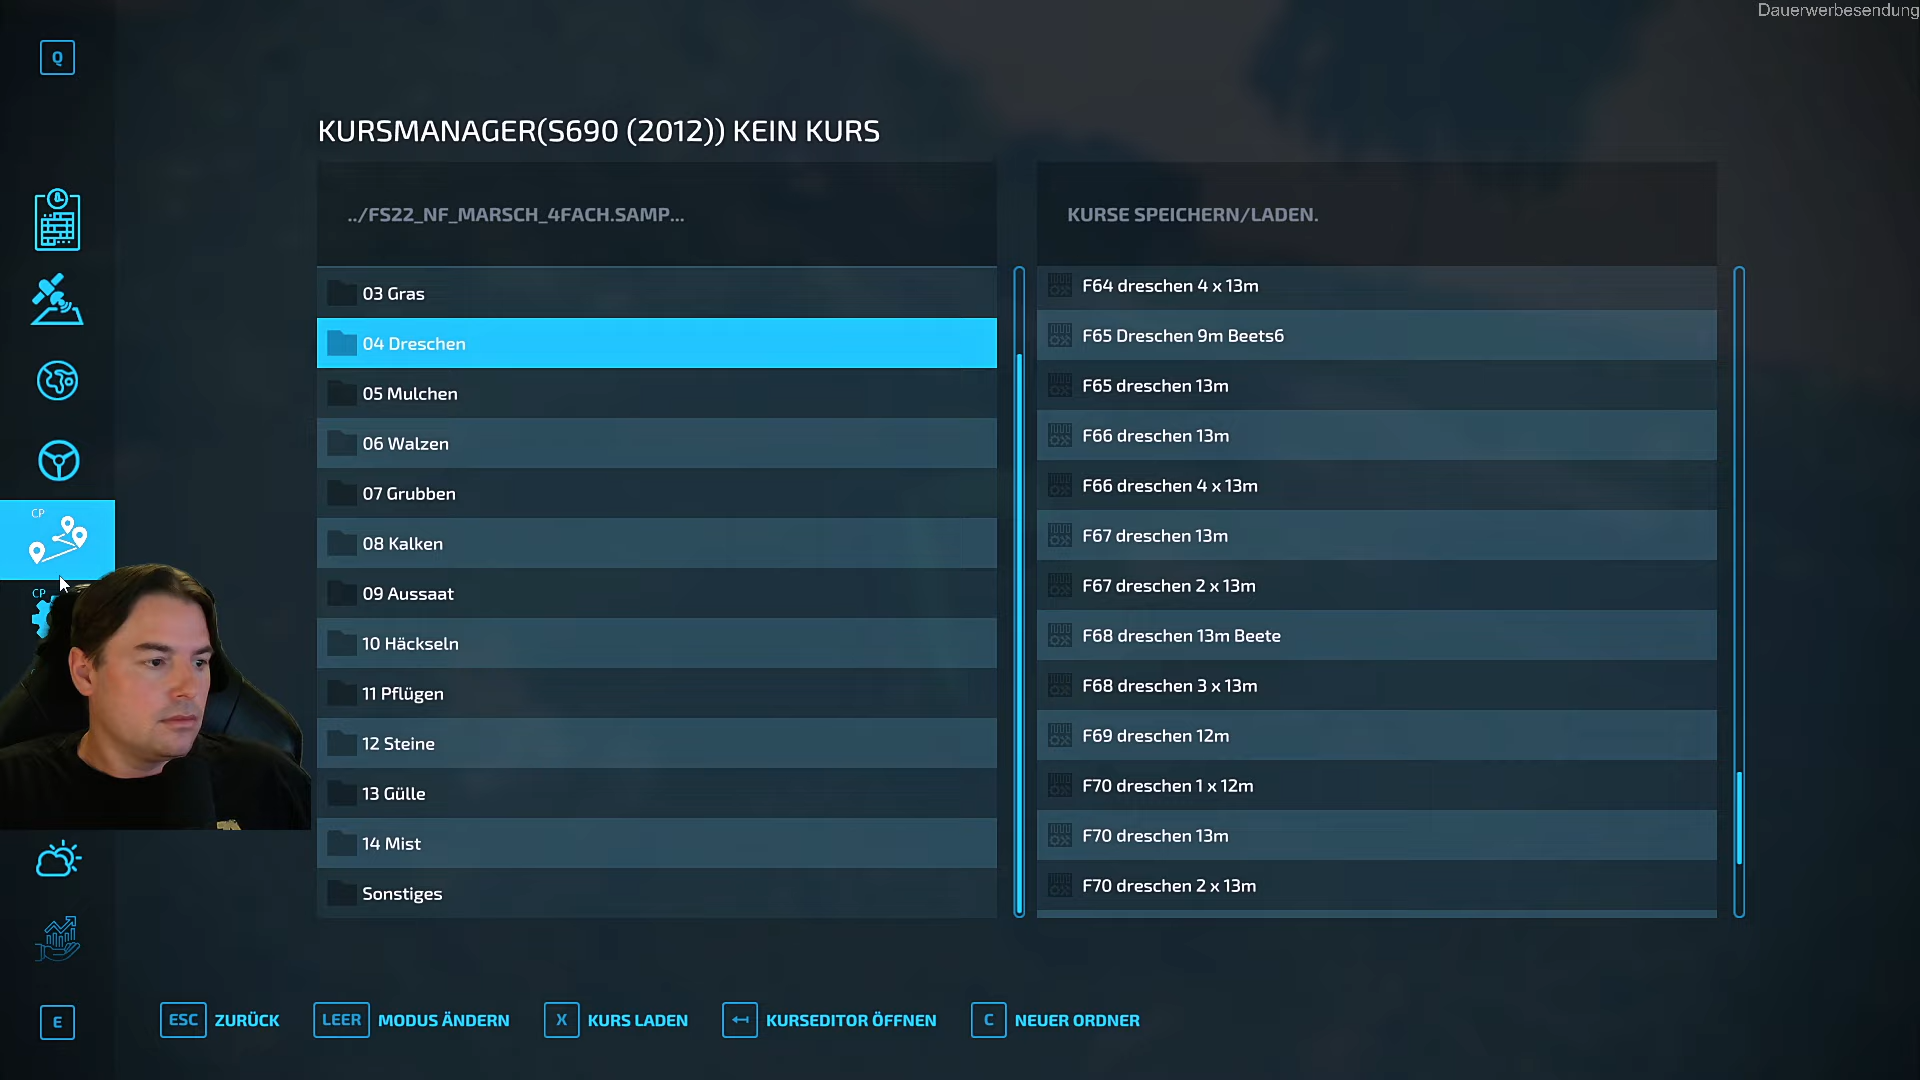 Dauerwerbesendung
Q
KURSMANAGER(S690 (2012)) KEIN KURS
../FS22_NF_MARSCH_4FACH.SAMP...
03 Gras
04 Dreschen
05 Mulchen
06 Walzen
07 Grubben
08 Kalken
09 Aussaat
10 Häckseln
11 Pflügen
12 Steine
13 Gülle
14 Mist
Sonstiges
KURSE SPEICHERN/LADEN.
F64 dreschen 4 x 13m
F65 Dreschen 9m Beets6
F65 dreschen 13m
F66 dreschen 13m
F66 dreschen 4 x 13m
F67 dreschen 13m
F67 dreschen 2 x 13m
F68 dreschen 13m Beete
F68 dreschen 3 x 13m
F69 dreschen 12m
F70 dreschen 1 x 12m
F70 dreschen 13m
F70 dreschen 2 x 13m
CP
CP
E
ESC ZURÜCK LEER MODUS ÄNDERN X KURS LADEN KURSEDITOR ÖFFNEN C NEUER ORDNER